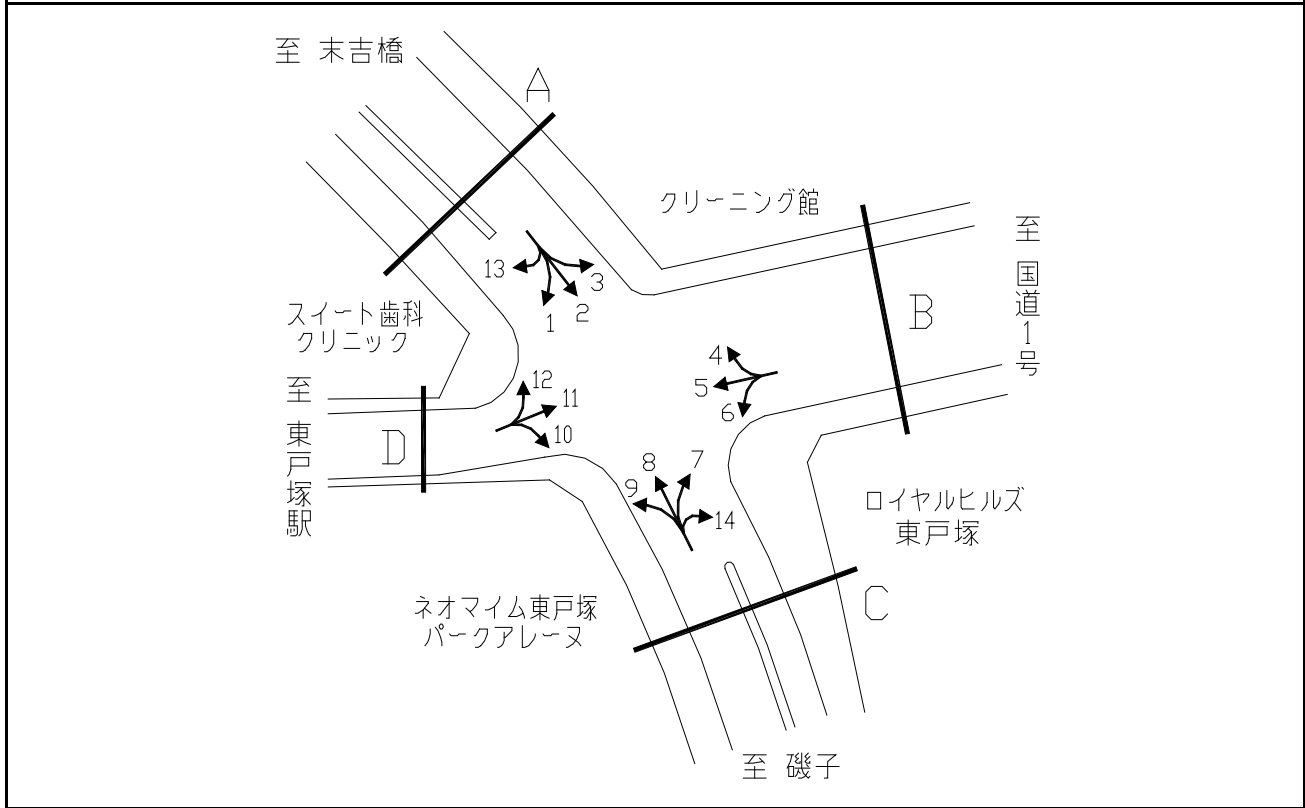 至 末吉橋
A
クリーニング館
至 国道1号
B
13
3
1
2
スイート歯科
クリニック
至 東戸塚駅
D
12
11
10
4
5
6
8
7
9
14
ロイヤルヒルズ
東戸塚
C
ネオマイム東戸塚
パークアレーヌ
至 磯子